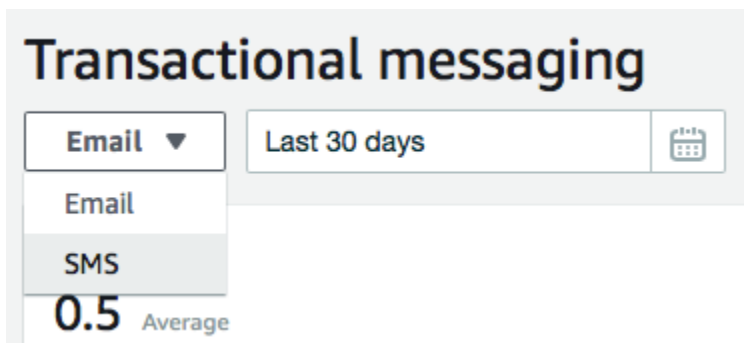 Transactional messaging
Email
Last 30 days
Email
SMS
0.5 Average